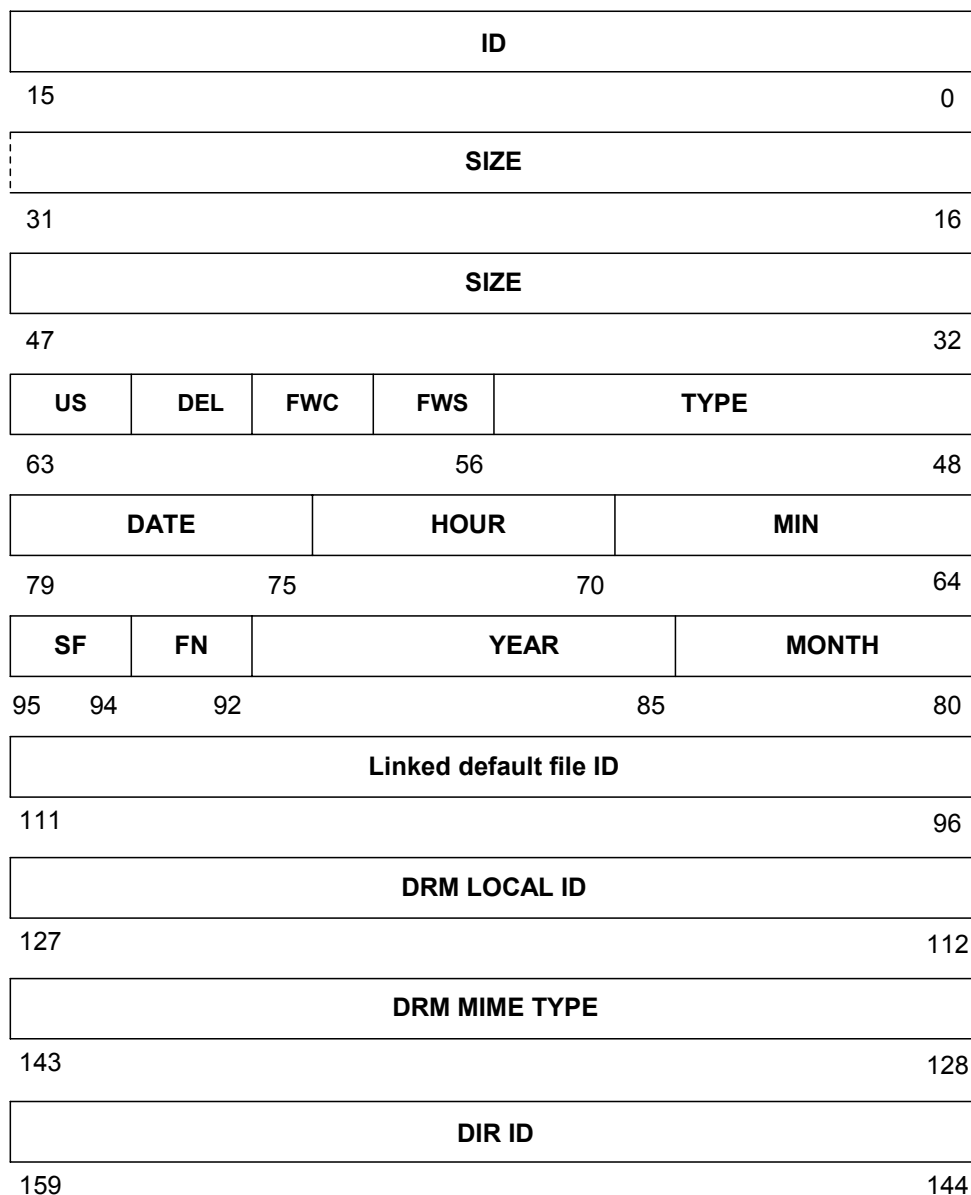 ID
15 0
SIZE
31 16
SIZE
47 32
US DEL FWC FWS TYPE
63 56 48
DATE HOUR MIN
79 75 70 64
SF FN YEAR MONTH
95 94 92 85 80
Linked default file ID
111 96
DRM LOCAL ID
127 112
DRM MIME TYPE
143 128
DIR ID
159 144